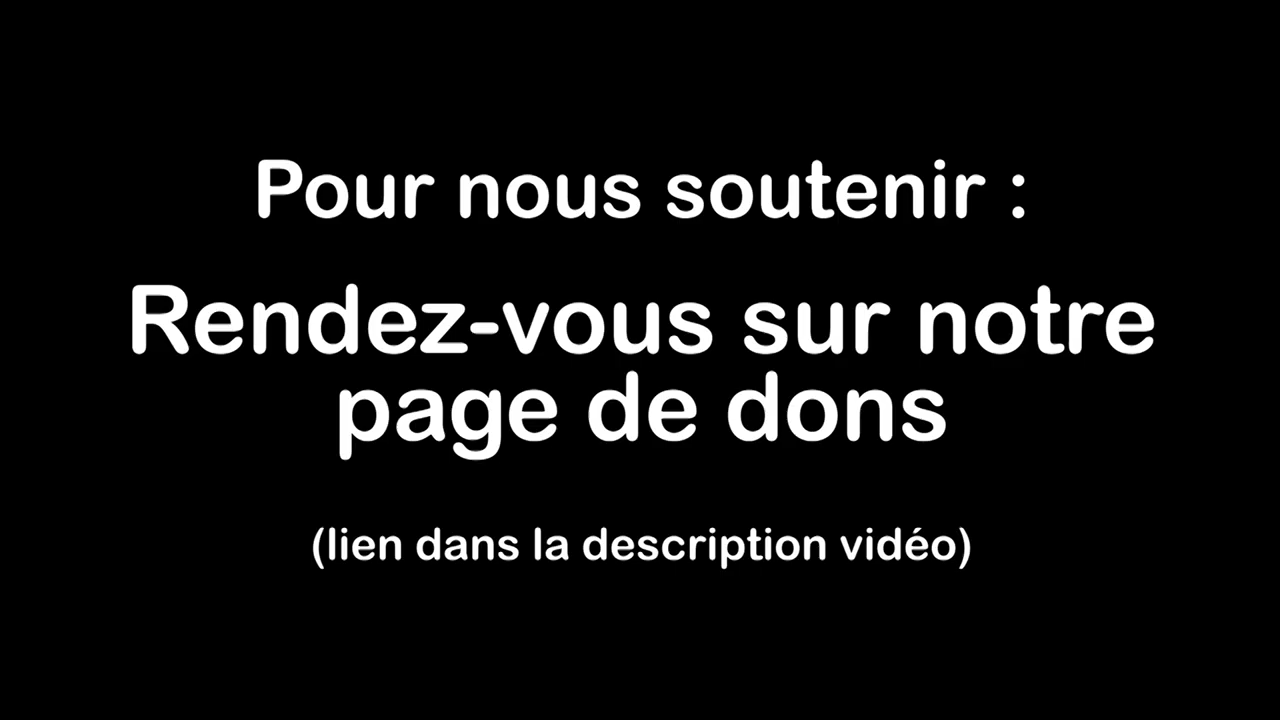 Pour nous soutenir :
Rendez-vous sur notre
page de dons
(lien dans la description vidéo)